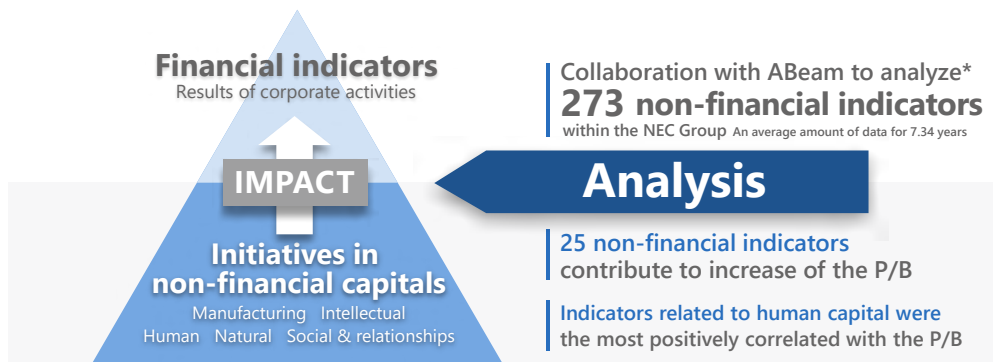 Financial indicators
Results of corporate activities
IMPACT
Initiatives in
non-financial capitals
Manufacturing Intellectual
Human Natural Social & relationships
Collaboration with ABeam to analyze*
273 non-financial indicators
within the NEC Group An average amount of data for 7.34 years
Analysis
25 non-financial indicators
contribute to increase of the P/B
Indicators related to human capital were
the most positively correlated with the P/B